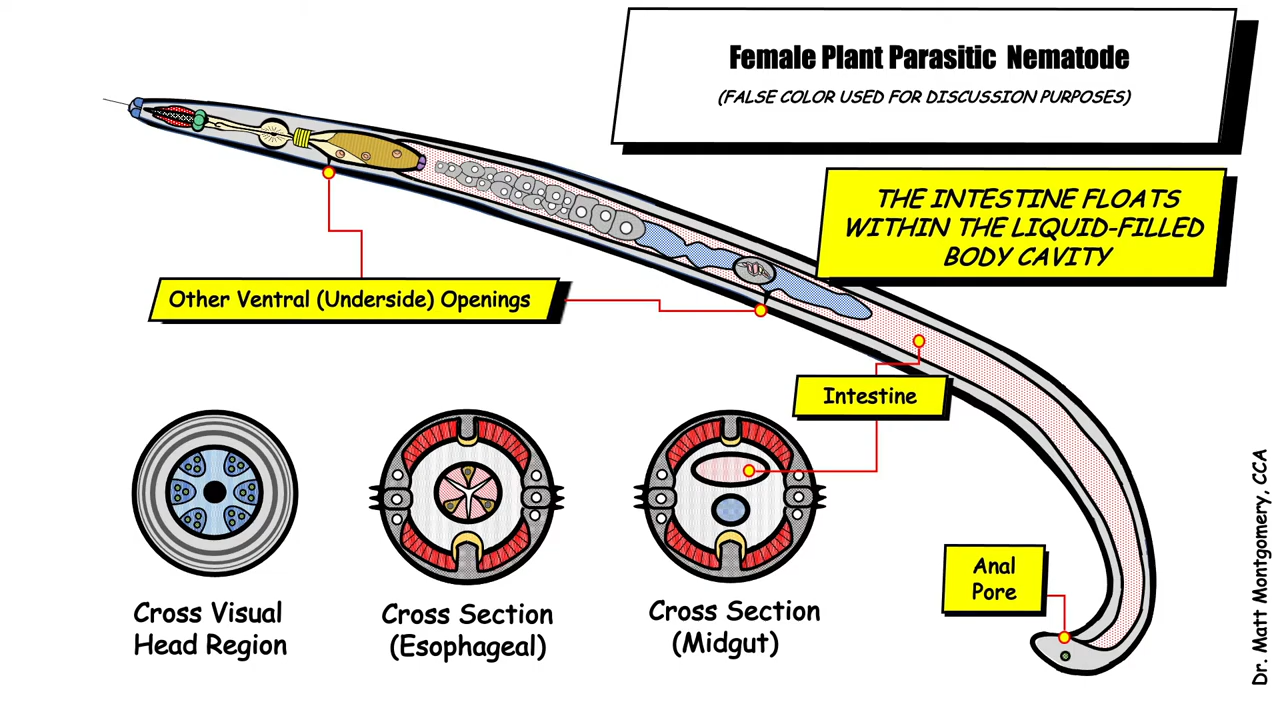 Female Plant Parasitic Nematode
(FALSE COLOR USED FOR DISCUSSION PURPOSES)
THE INTESTINE FLOATS
WITHIN THE LIQUID-FILLED
BODY CAVITY
Other Ventral (Underside) Openings
Intestine
Anal
Pore
Cross Visual
Head Region
Cross Section
(Esophageal)
Cross Section
(Midgut)
Dr. Matt Montgomery, CCA